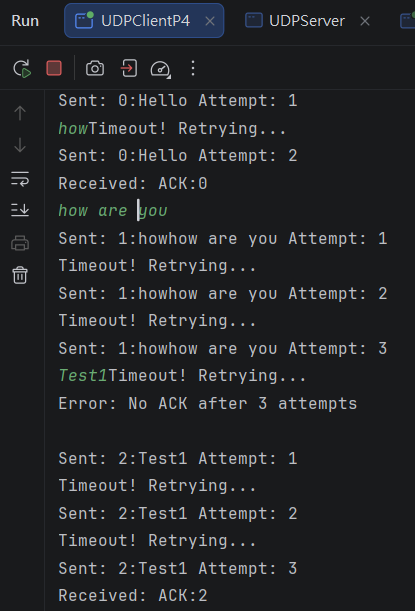 Run UDPClientP4 UDPServer
Sent: 0:Hello Attempt: 1
howTimeout! Retrying...
Sent: 0:Hello Attempt: 2
Received: ACK:0
how are you
Sent: 1:howhow are you Attempt: 1
Timeout! Retrying...
Sent: 1:howhow are you Attempt: 2
Timeout! Retrying...
Sent: 1:howhow are you Attempt: 3
Test1Timeout! Retrying...
Error: No ACK after 3 attempts
Sent: 2:Test1 Attempt: 1
Timeout! Retrying...
Sent: 2:Test1 Attempt: 2
Timeout! Retrying...
Sent: 2:Test1 Attempt: 3
Received: ACK:2